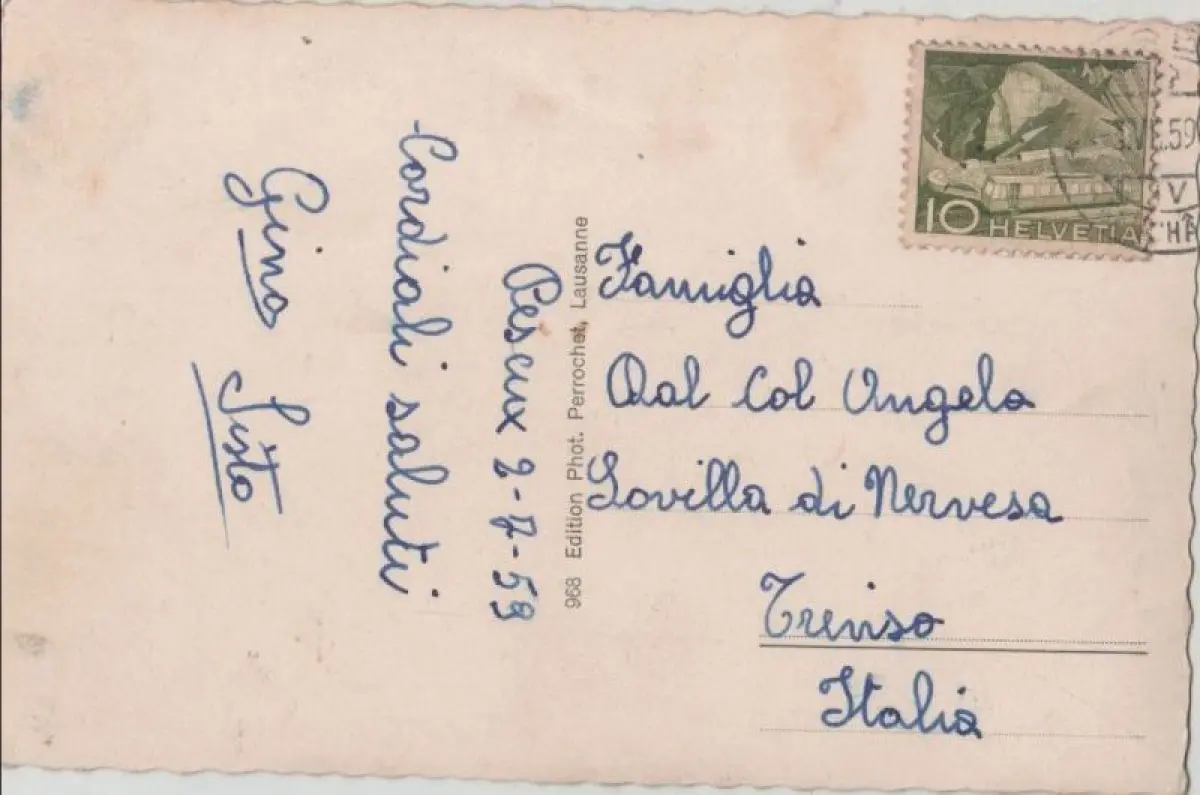 Peseux 2-7-59
Cordiali saluti
Gino
Sisto
968 Edition Phot. Perrochet, Lausanne
10 HELVETIA
59
V
Famiglia
Dal Col Angelo
Sovilla di Nervesa
Treviso
Italia